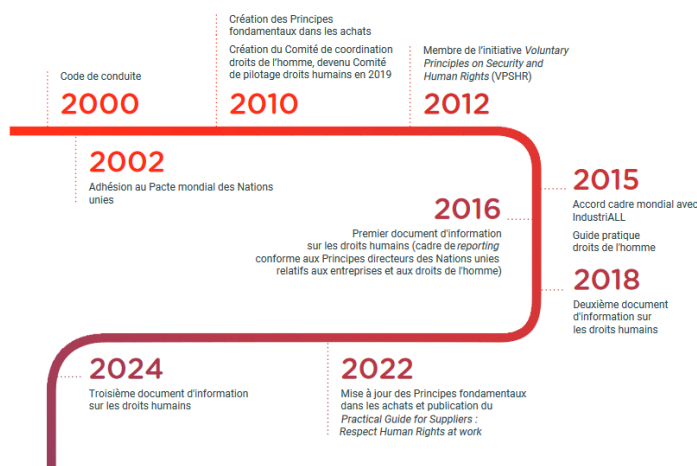 Code de conduite
2000
2002
Adhésion au Pacte mondial des Nations
unies
Création des Principes
fondamentaux dans les achats
Création du Comité de coordination
droits de l'homme, devenu Comité
de pilotage droits humains en 2019
2010
Membre de l'initiative Voluntary
Principles on Security and
Human Rights (VPSHR)
2012
2015
Accord cadre mondial avec
IndustriALL
Guide pratique
droits de l'homme
2016
Premier document d'information
sur les droits humains (cadre de reporting
conforme aux Principes directeurs des Nations unies
relatifs aux entreprises et aux droits de l'homme)
2018
Deuxième document
d'information sur
les droits humains
2022
Mise à jour des Principes fondamentaux
dans les achats et publication du
Practical Guide for Suppliers :
Respect Human Rights at work
2024
Troisième document d'information
sur les droits humains